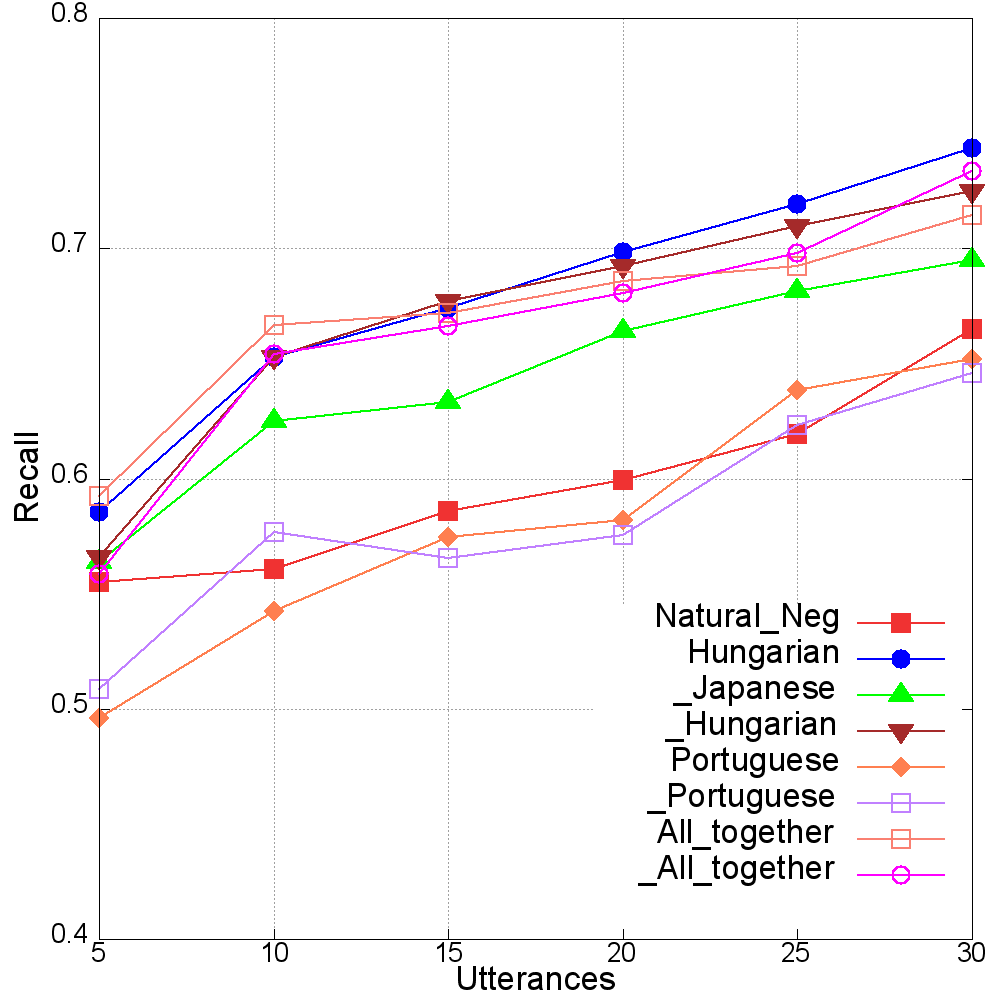 0.8
0.7
0.6
0.5
0.4
Recall
5 10 15 20 25 30
Utterances
Natural_Neg
Hungarian
_Japanese
_Hungarian
Portuguese
_Portuguese
All_together
_All_together